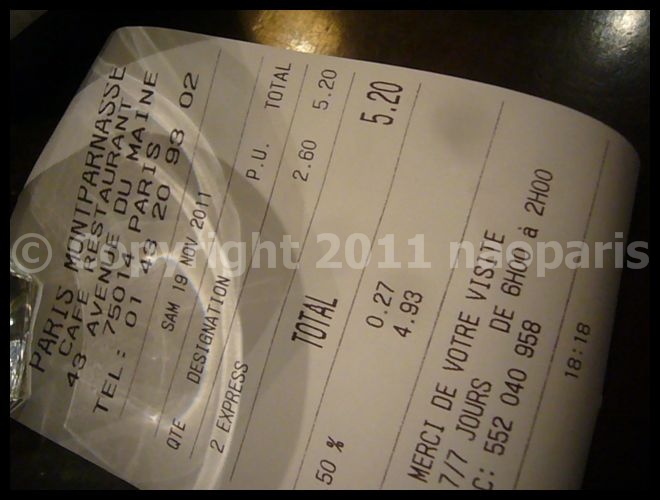 PARIS MONTPARNASSE
CAFE RESTAURANT
43 AVENUE DU MAINE
75014 PARIS
TEL: 01 43 20 93 02
SAM 19 NOV 2011
QTE DESIGNATION P.U. TOTAL
2 EXPRESS 2.60 5.20
TOTAL 5.20
50 % 0.27
4.93
MERCI DE VOTRE VISITE
7/7 JOURS DE 6H00 à 2H00
C: 552 040 958
18:18
© copyright 2011 naoparis